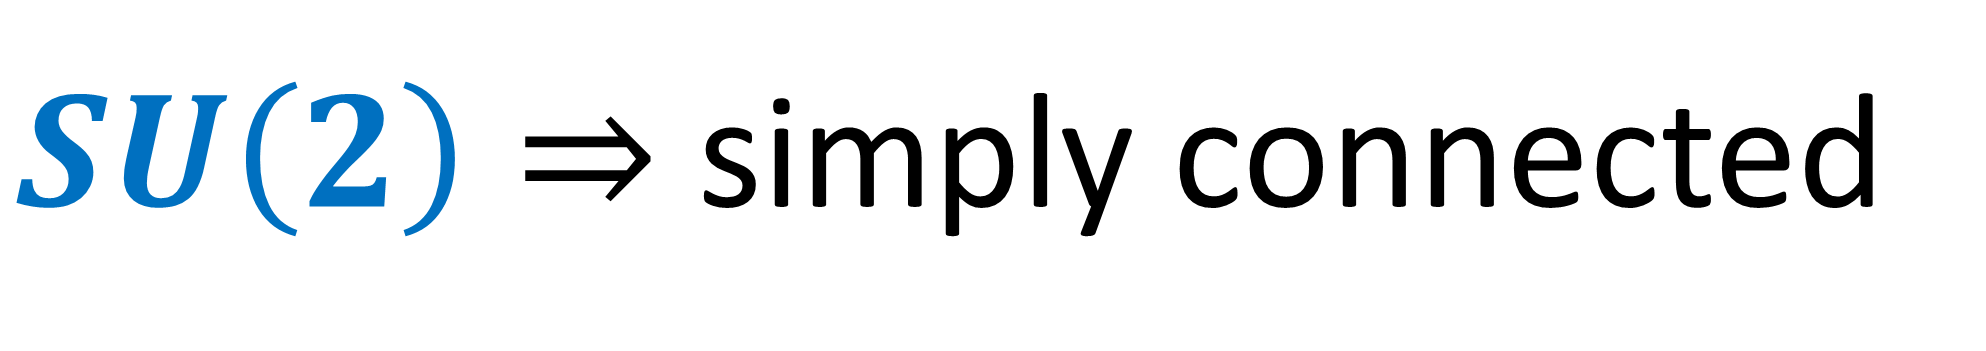 SU(2) ⇒ simply connected